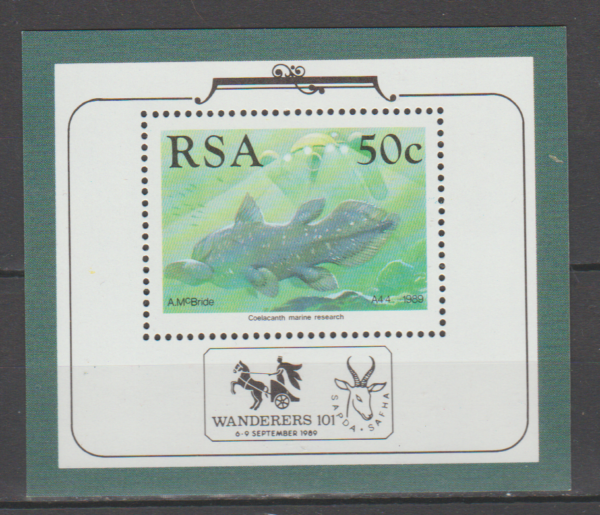 RSA 50c
A.McBride A44.-1989
Coelacanth marine research
WANDERERS 101
6-9 SEPTEMBER 1989
SAPDA · SAFHA